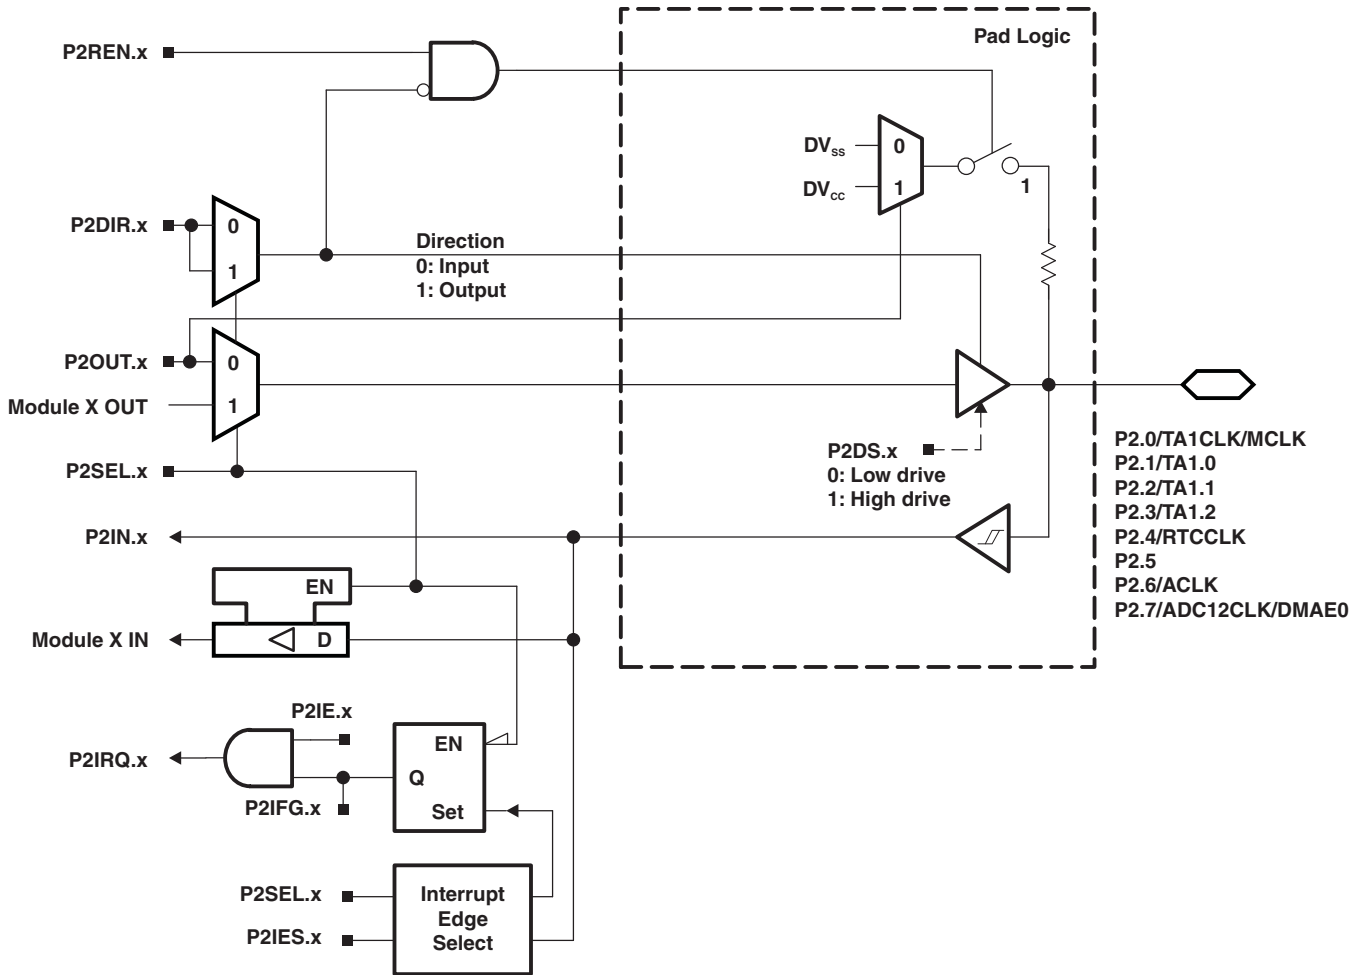 Pad Logic
P2REN.x
DVss
0
DVcc
1
1
P2DIR.x
0
1
Direction
0: Input
1: Output
P2OUT.x
0
Module X OUT
1
P2SEL.x
P2DS.x
0: Low drive
1: High drive
P2.0/TA1CLK/MCLK
P2.1/TA1.0
P2.2/TA1.1
P2.3/TA1.2
P2.4/RTCCLK
P2.5
P2.6/ACLK
P2.7/ADC12CLK/DMAE0
P2IN.x
EN
Module X IN
D
P2IE.x
P2IRQ.x
EN
Q
P2IFG.x
Set
P2SEL.x
P2IES.x
Interrupt
Edge
Select